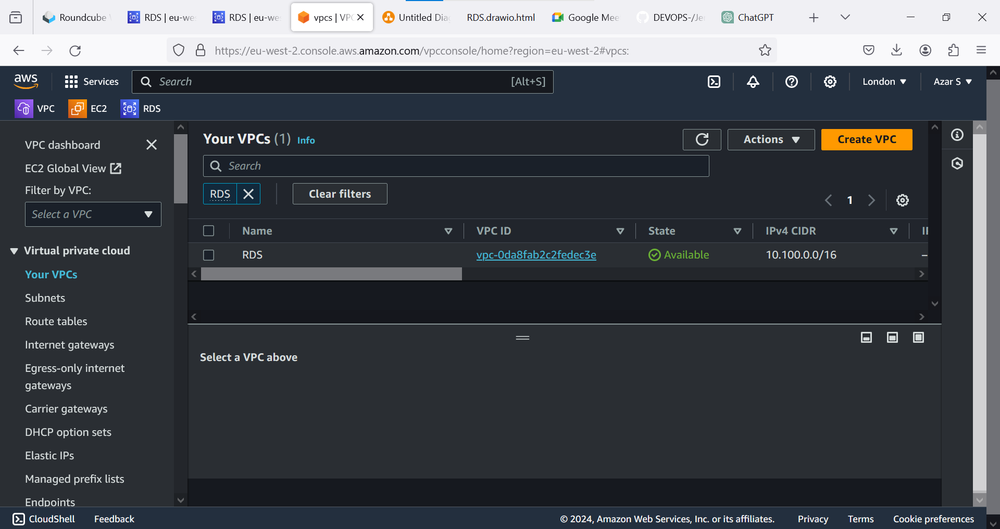 Roundcube
RDS | eu-we
RDS | eu-we
vpcs | VPC
Untitled Dia
RDS.drawio.html
Google Mee
DEVOPS-/Je
ChatGPT
https://eu-west-2.console.aws.amazon.com/vpcconsole/home?region=eu-west-2#vpcs:
aws
Services
Search
[Alt+S]
London
Azar S
VPC
EC2
RDS
VPC dashboard
EC2 Global View
Filter by VPC:
Select a VPC
Virtual private cloud
Your VPCs
Subnets
Route tables
Internet gateways
Egress-only internet
gateways
Carrier gateways
DHCP option sets
Elastic IPs
Managed prefix lists
Endpoints
Your VPCs (1) Info
Actions
Create VPC
Search
RDS
Clear filters
1
Name
VPC ID
State
IPv4 CIDR
RDS
vpc-0da8fab2c2fedec3e
Available
10.100.0.0/16
–
Select a VPC above
CloudShell
Feedback
© 2024, Amazon Web Services, Inc. or its affiliates.
Privacy
Terms
Cookie preferences